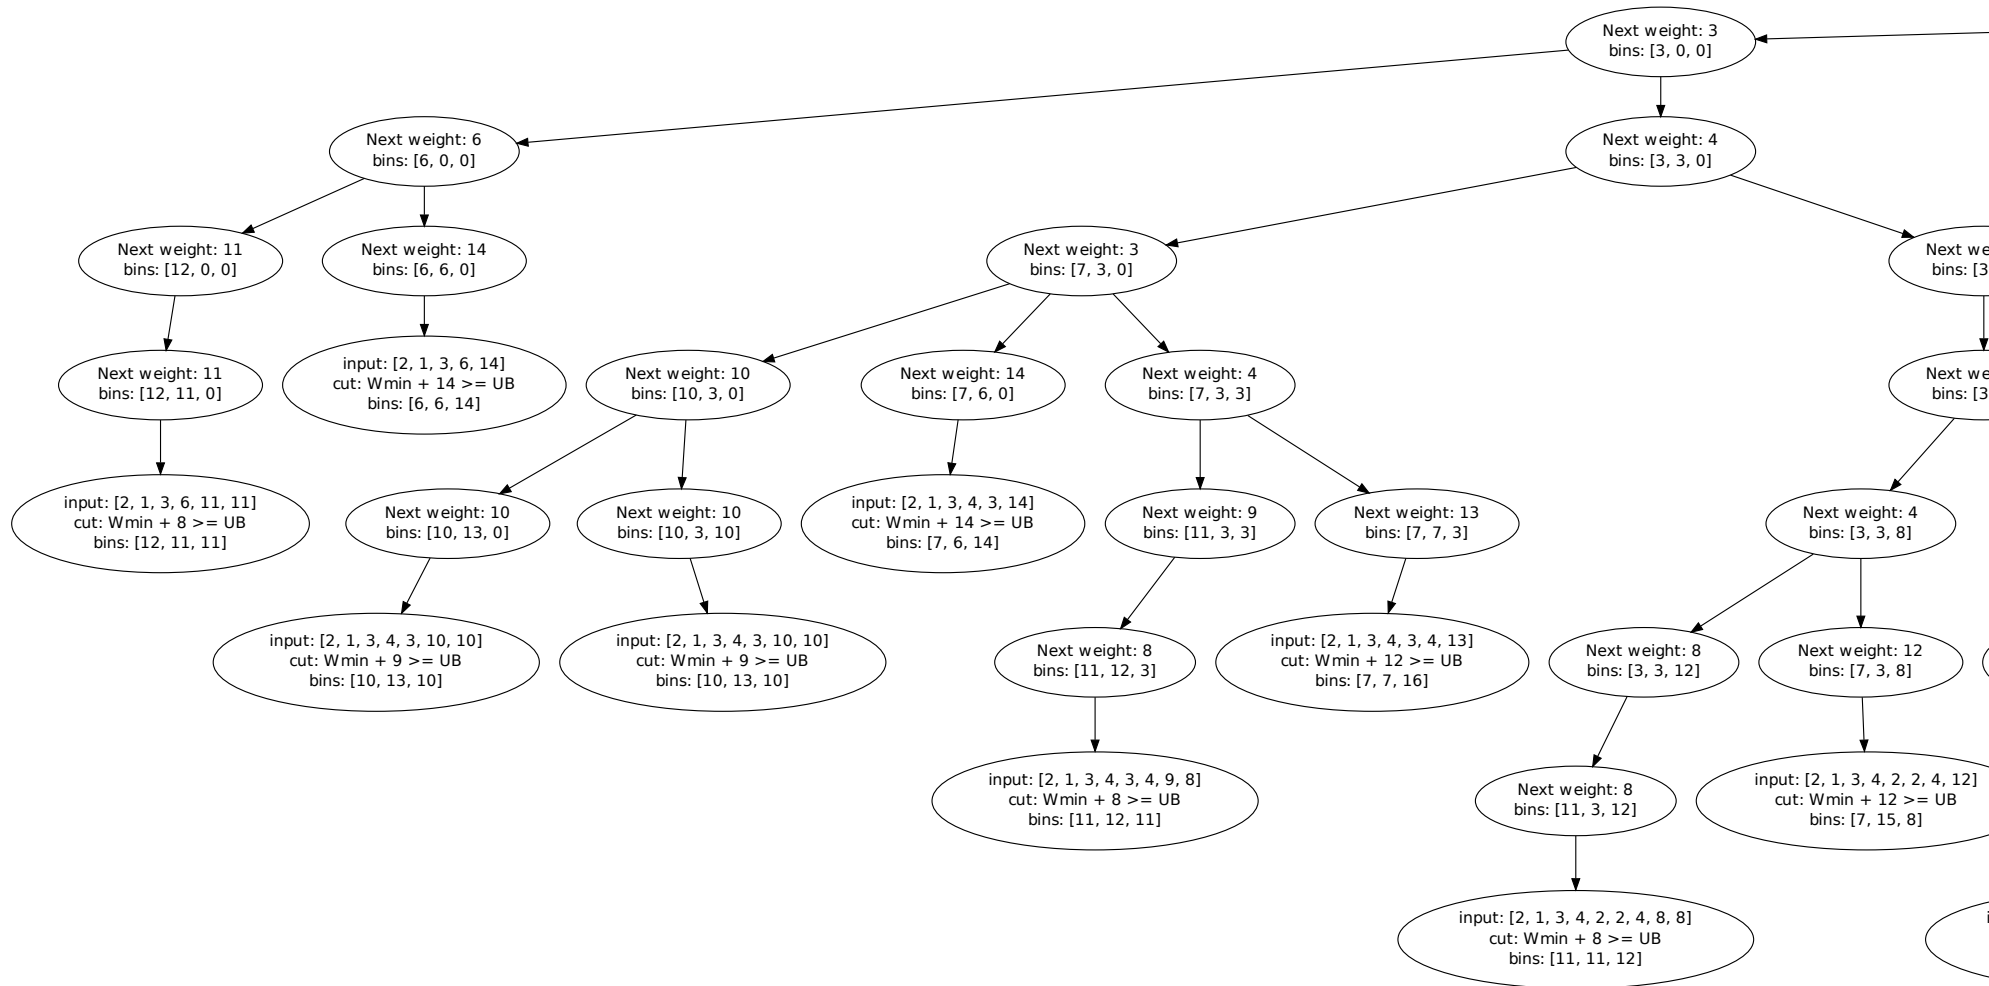 Next weight: 3
bins: [3, 0, 0]
Next weight: 6
bins: [6, 0, 0]
Next weight: 4
bins: [3, 3, 0]
Next weight: 11
bins: [12, 0, 0]
Next weight: 14
bins: [6, 6, 0]
Next weight: 3
bins: [7, 3, 0]
Next we
bins: [3
Next weight: 11
bins: [12, 11, 0]
input: [2, 1, 3, 6, 14]
cut: Wmin + 14 >= UB
bins: [6, 6, 14]
Next weight: 10
bins: [10, 3, 0]
Next weight: 14
bins: [7, 6, 0]
Next weight: 4
bins: [7, 3, 3]
Next we
bins: [3
input: [2, 1, 3, 6, 11, 11]
cut: Wmin + 8 >= UB
bins: [12, 11, 11]
Next weight: 10
bins: [10, 13, 0]
Next weight: 10
bins: [10, 3, 10]
input: [2, 1, 3, 4, 3, 14]
cut: Wmin + 14 >= UB
bins: [7, 6, 14]
Next weight: 9
bins: [11, 3, 3]
Next weight: 13
bins: [7, 7, 3]
Next weight: 4
bins: [3, 3, 8]
input: [2, 1, 3, 4, 3, 10, 10]
cut: Wmin + 9 >= UB
bins: [10, 13, 10]
input: [2, 1, 3, 4, 3, 10, 10]
cut: Wmin + 9 >= UB
bins: [10, 13, 10]
Next weight: 8
bins: [11, 12, 3]
input: [2, 1, 3, 4, 3, 4, 13]
cut: Wmin + 12 >= UB
bins: [7, 7, 16]
Next weight: 8
bins: [3, 3, 12]
Next weight: 12
bins: [7, 3, 8]
input: [2, 1, 3, 4, 3, 4, 9, 8]
cut: Wmin + 8 >= UB
bins: [11, 12, 11]
Next weight: 8
bins: [11, 3, 12]
input: [2, 1, 3, 4, 2, 2, 4, 12]
cut: Wmin + 12 >= UB
bins: [7, 15, 8]
input: [2, 1, 3, 4, 2, 2, 4, 8, 8]
cut: Wmin + 8 >= UB
bins: [11, 11, 12]